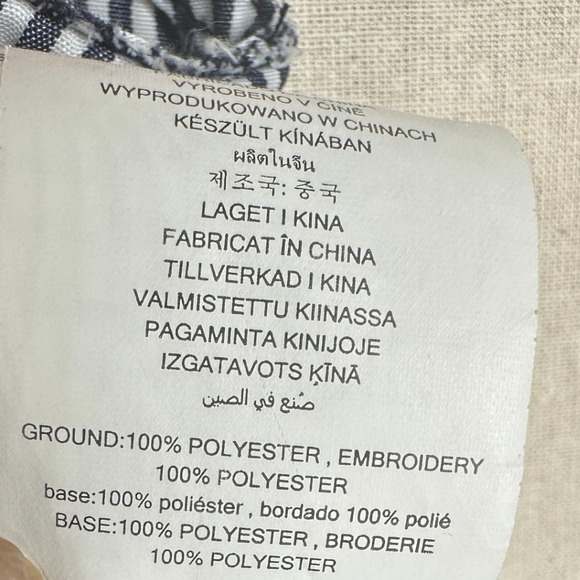 VYROBENO V ČÍNĚ
WYPRODUKOWANO W CHINACH
KÉSZÜLT KÍNÁBAN
ผลิตในจีน
제조국: 중국
LAGET I KINA
FABRICAT ÎN CHINA
TILLVERKAD I KINA
VALMISTETTU KIINASSA
PAGAMINTA KINIJOJE
IZGATAVOTS ĶĪNĀ
صُنع في الصين
GROUND:100% POLYESTER , EMBROIDERY
100% POLYESTER
base:100% poliéster , bordado 100% polié
BASE:100% POLYESTER , BRODERIE
100% POLYESTER